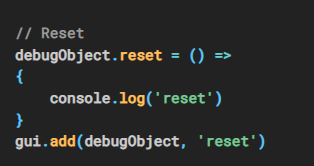 // Reset
debugObject.reset = () =>
{
    console.log('reset')
}
gui.add(debugObject, 'reset')